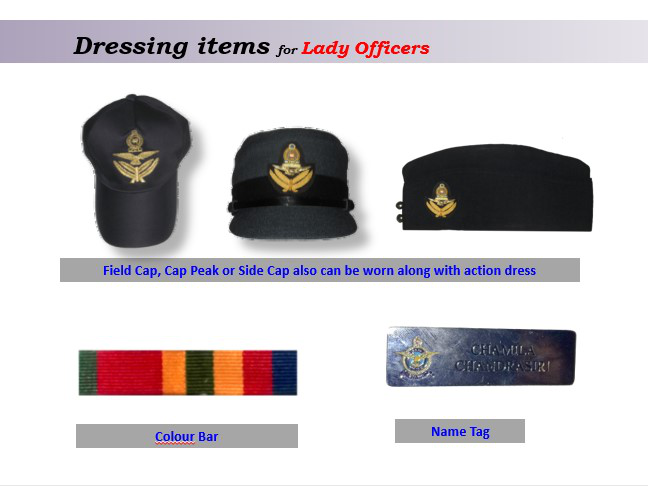 Dressing items for Lady Officers
Field Cap, Cap Peak or Side Cap also can be worn along with action dress
CHAMILA
CHANDRASIRI
Colour Bar
Name Tag